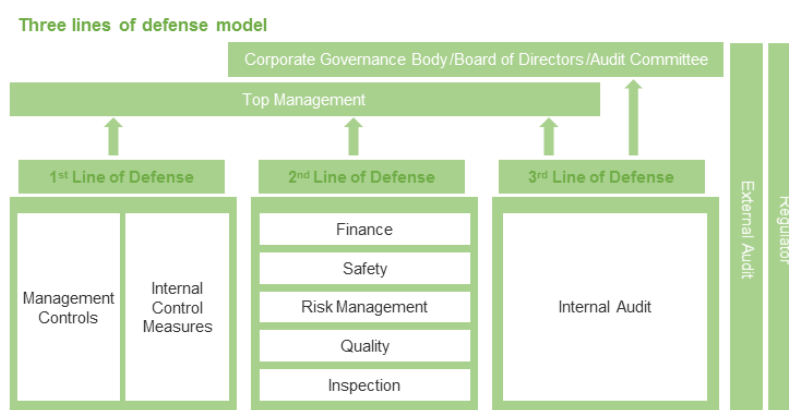 Three lines of defense model
Corporate Governance Body/Board of Directors/Audit Committee
Top Management
1st Line of Defense
2nd Line of Defense
3rd Line of Defense
Management
Controls
Internal
Control
Measures
Finance
Safety
Risk Management
Quality
Inspection
Internal Audit
External Audit
Regulator